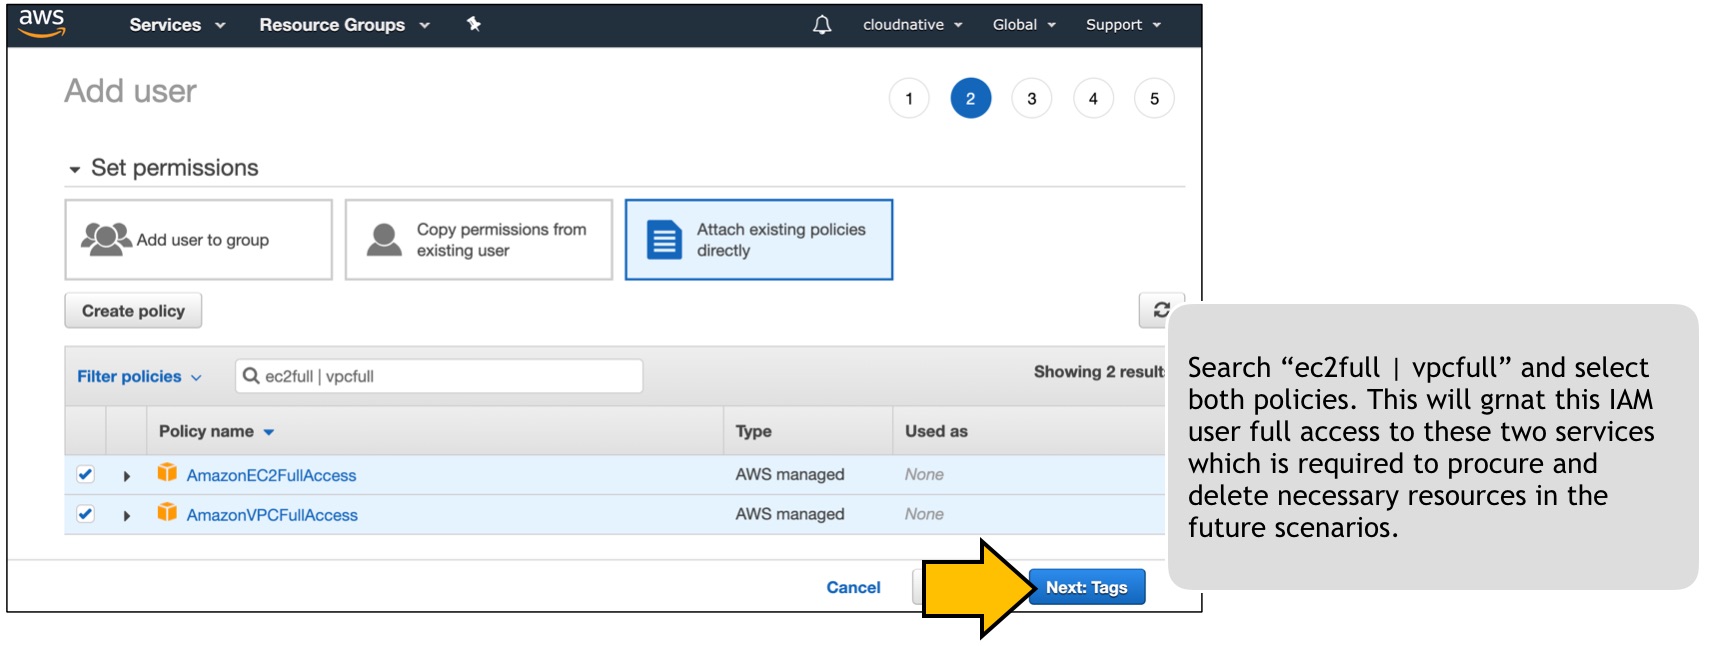 aws Services Resource Groups cloudnative Global Support
Add user
1 2 3 4 5
Set permissions
Add user to group
Copy permissions from
existing user
Attach existing policies
directly
Create policy
Filter policies ec2full | vpcfull Showing 2 result
Policy name Type Used as
AmazonEC2FullAccess AWS managed None
AmazonVPCFullAccess AWS managed None
Cancel Next: Tags
Search “ec2full | vpcfull” and select
both policies. This will grnat this IAM
user full access to these two services
which is required to procure and
delete necessary resources in the
future scenarios.